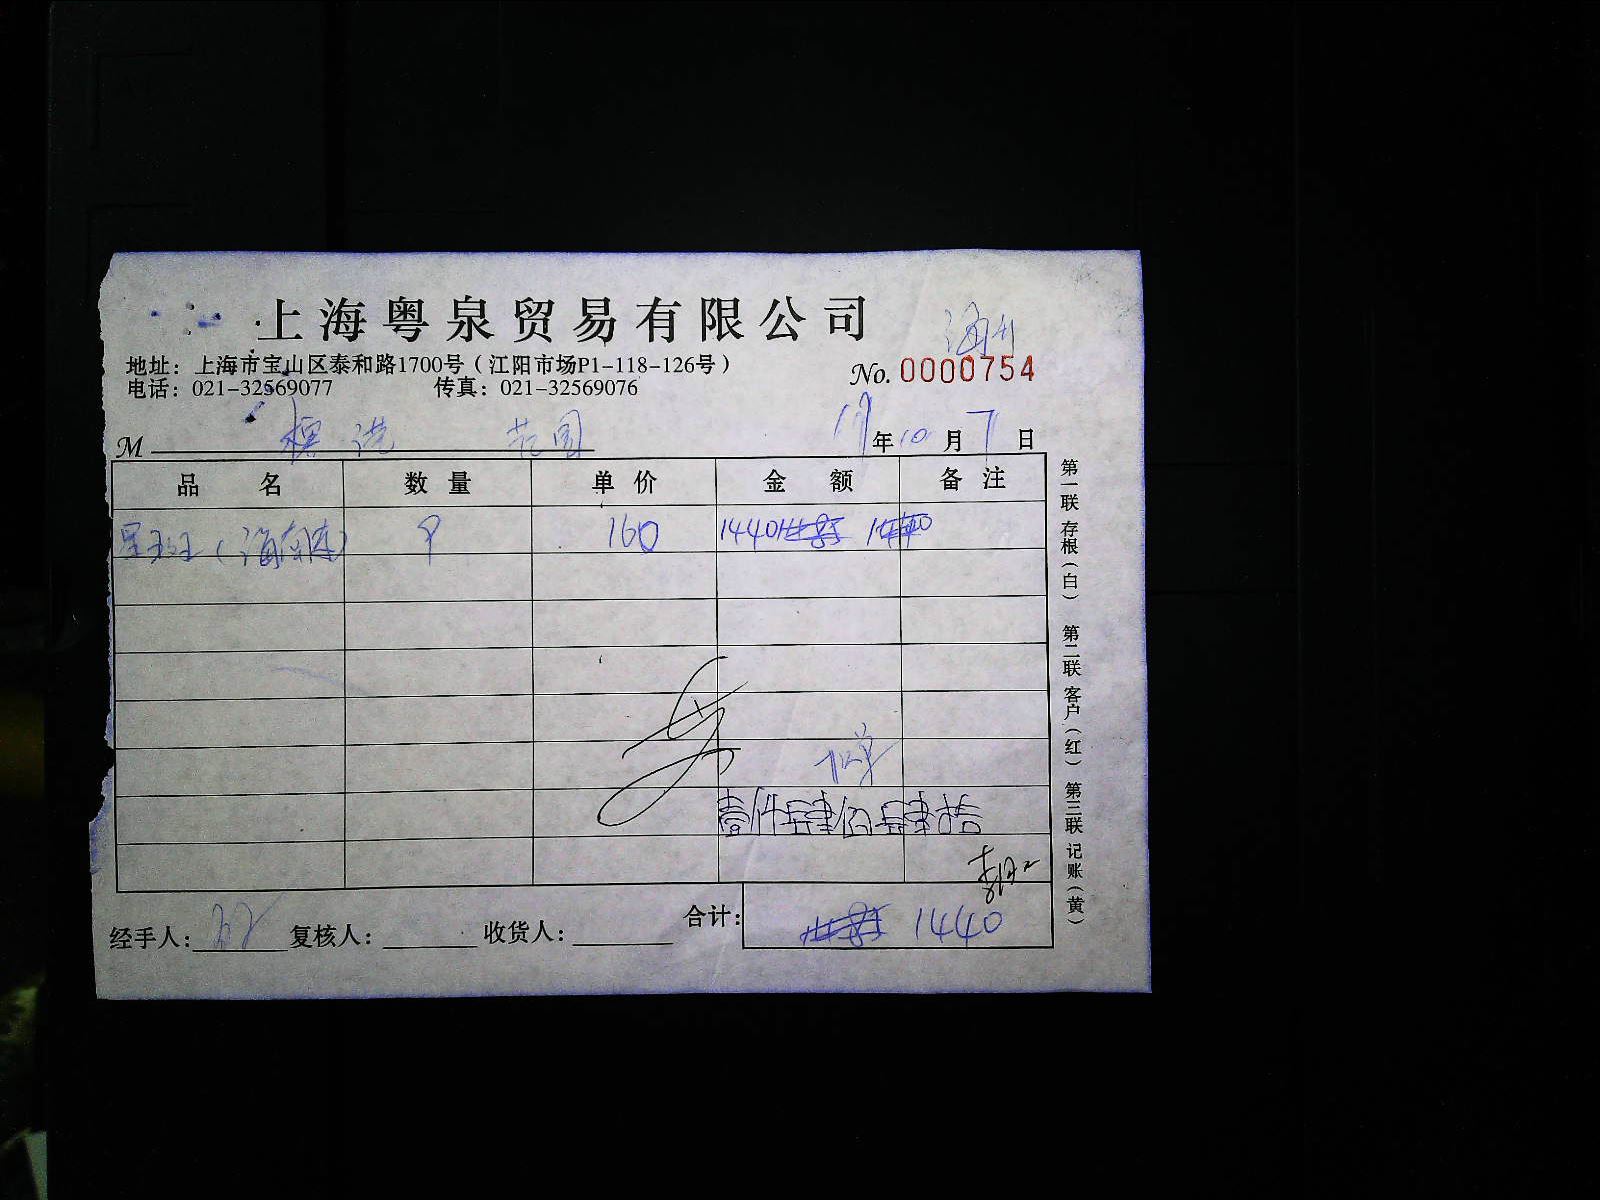 上海粤泉贸易有限公司
地址：上海市宝山区泰和路1700号（江阳市场P1-118-126号）
No. 0000754
电话：021-32569077 传真：021-32569076
M 17年10月7日
品名 数量 单价 金额 备注
9 160 1440
壹仟肆佰肆拾
合计： 1440
经手人： 复核人： 收货人：
第一联 存根（白） 第二联 客户（红） 第三联 记账（黄）